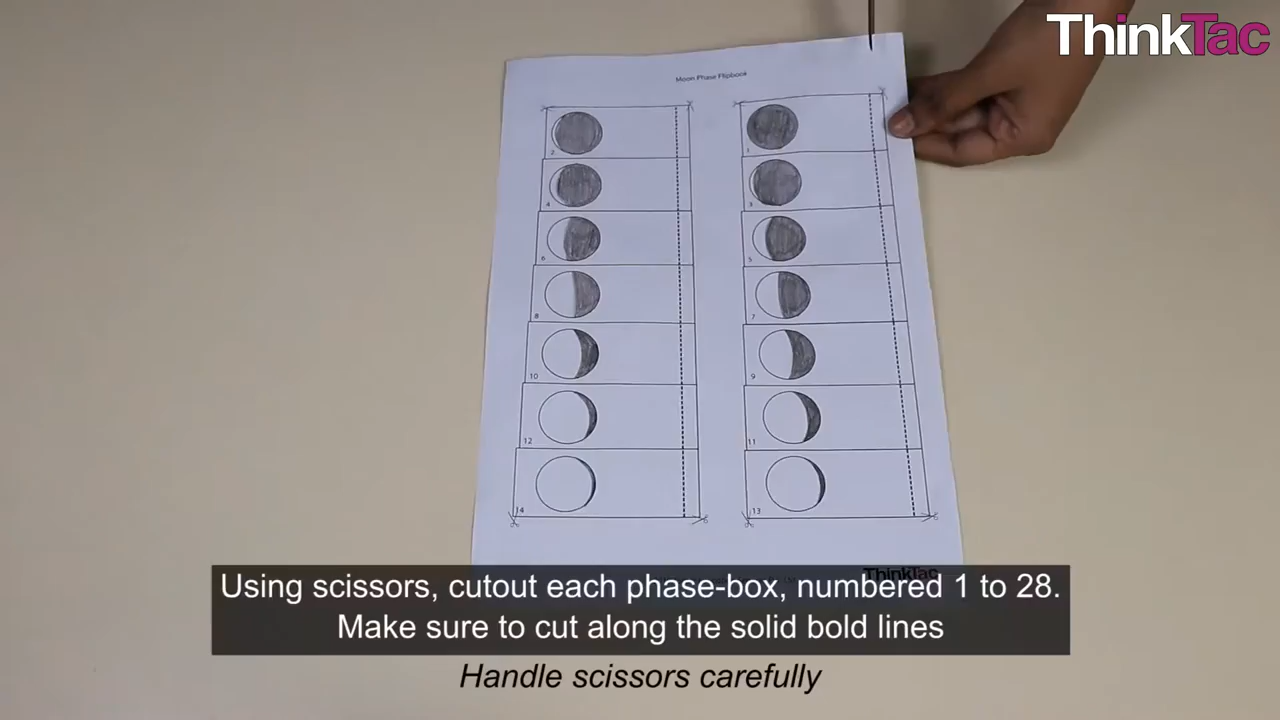 ThinkTac
Moon Phase Flipbook
2
1
4
3
6
5
8
7
10
9
12
11
14
13
ThinkTac
Using scissors, cutout each phase-box, numbered 1 to 28.
Make sure to cut along the solid bold lines
Handle scissors carefully